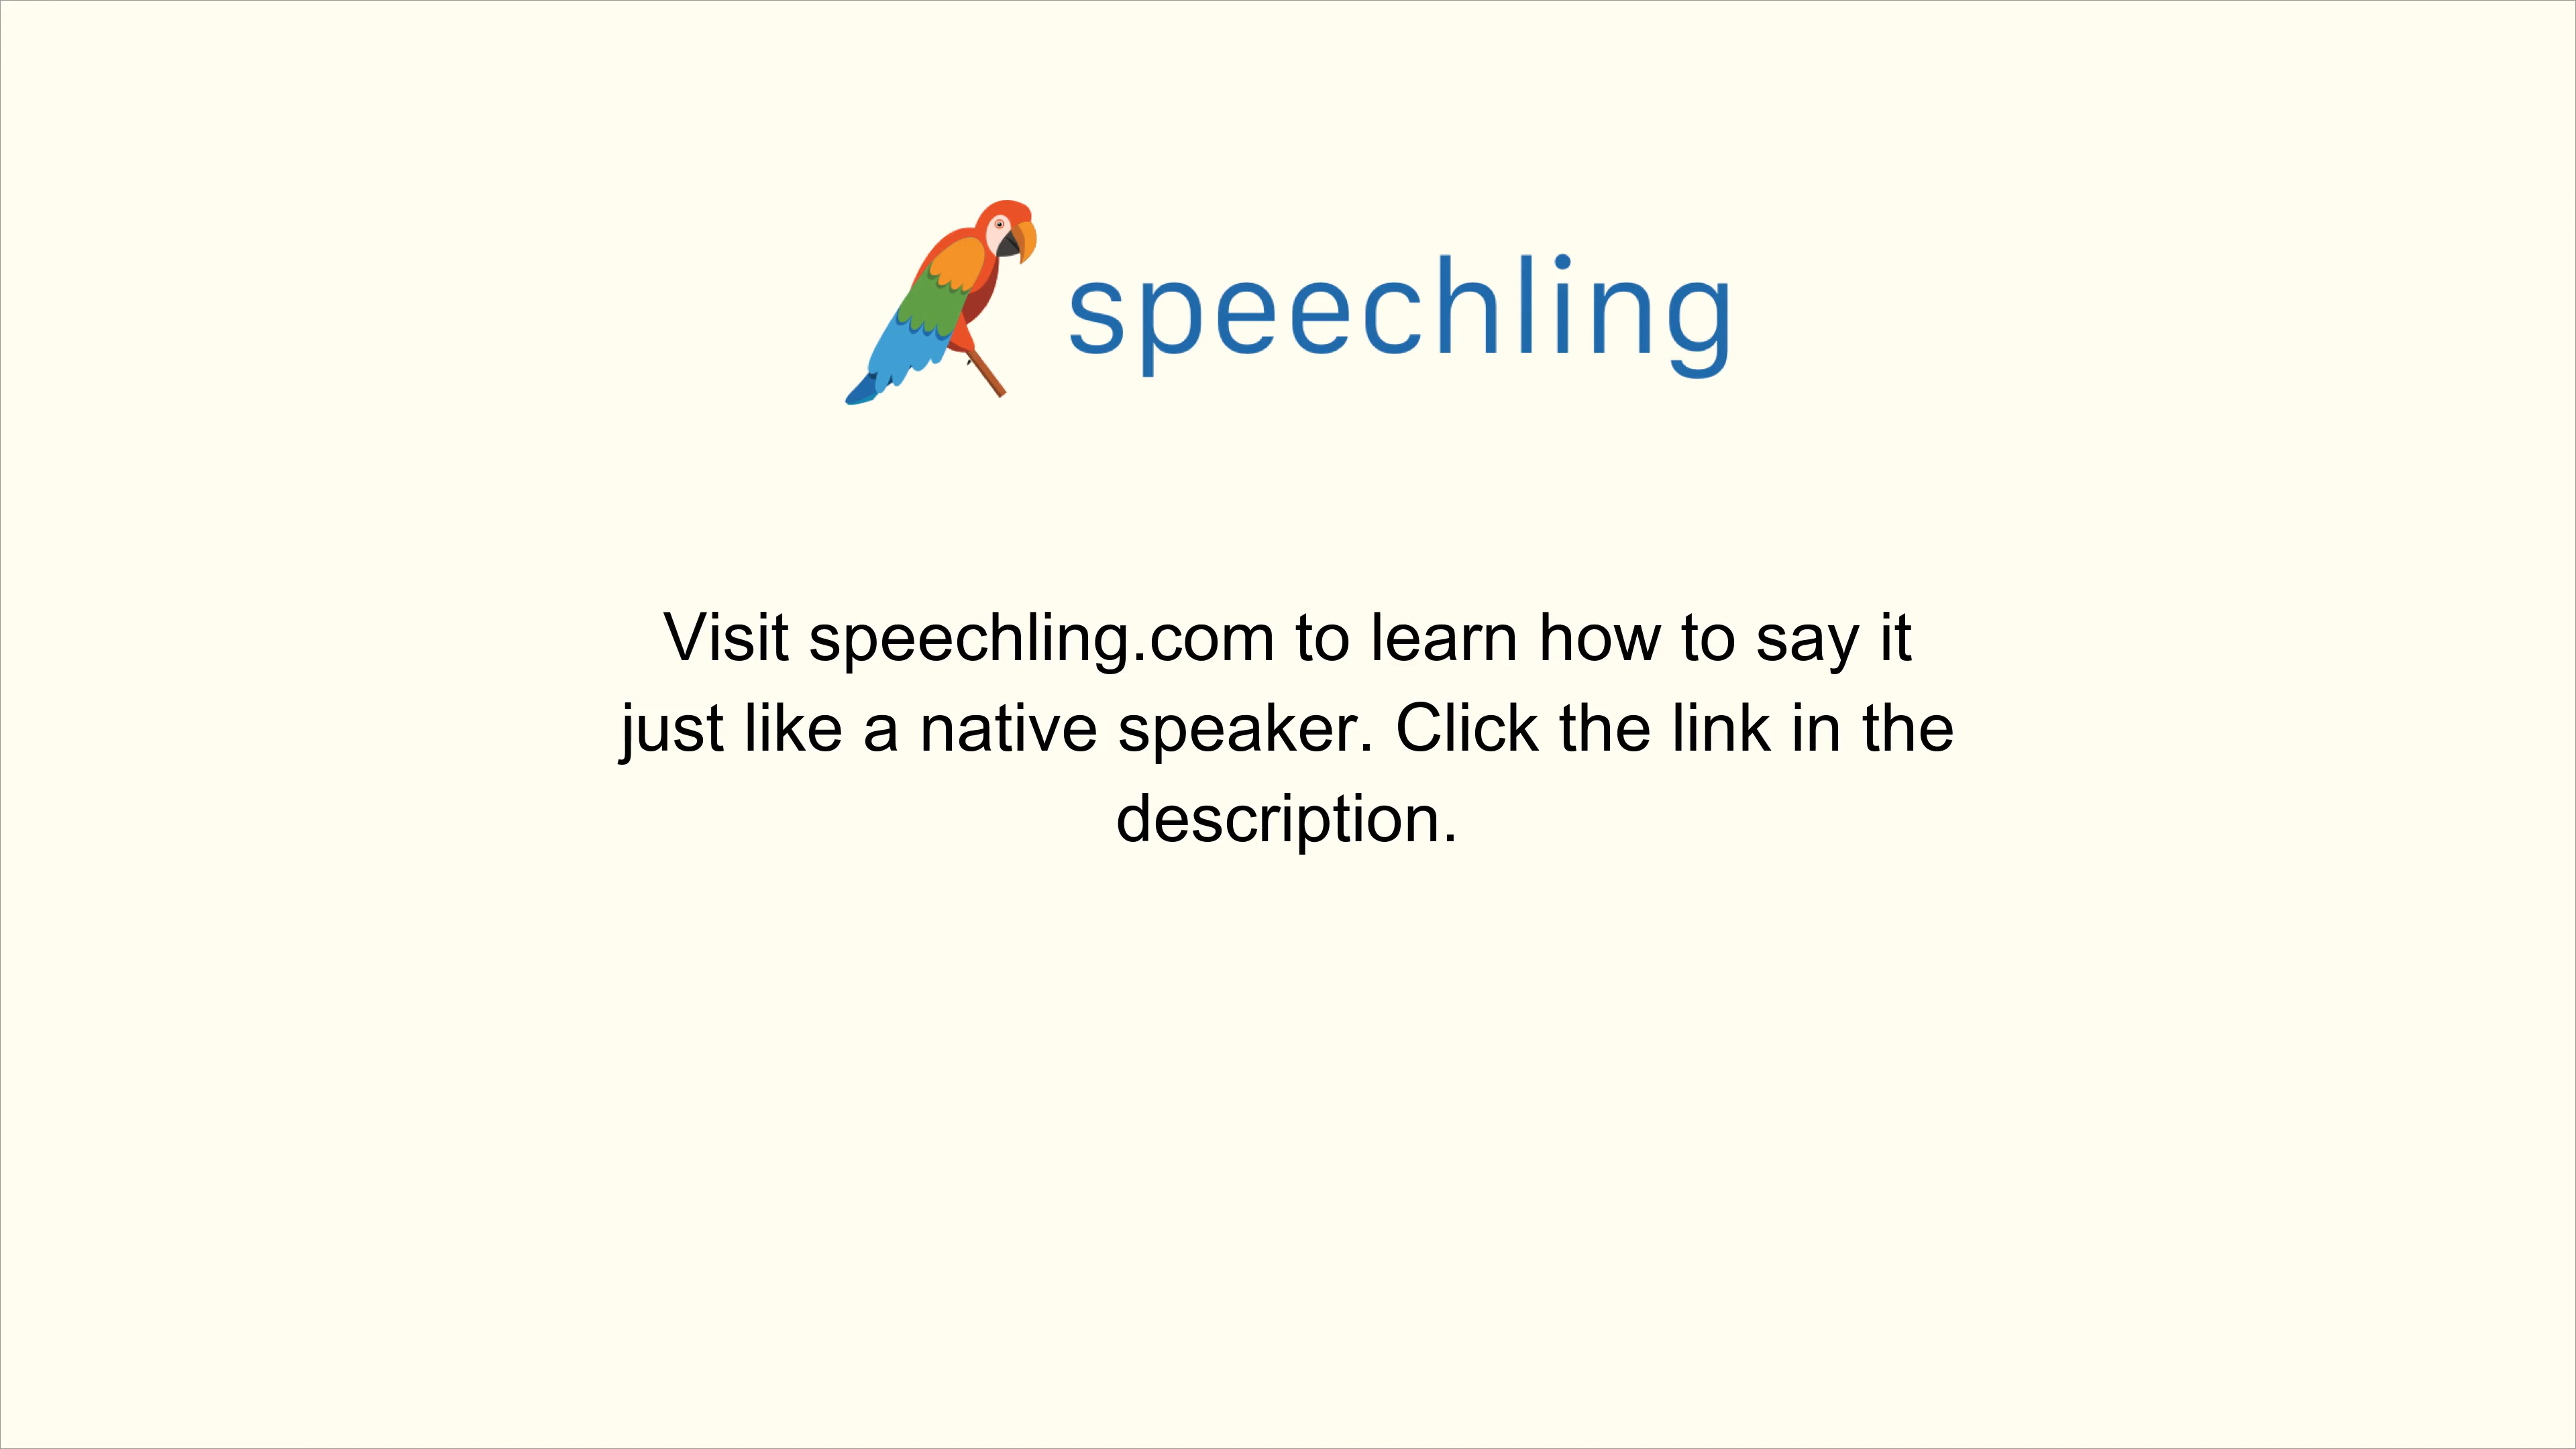 speechling
Visit speechling.com to learn how to say it
just like a native speaker. Click the link in the
description.